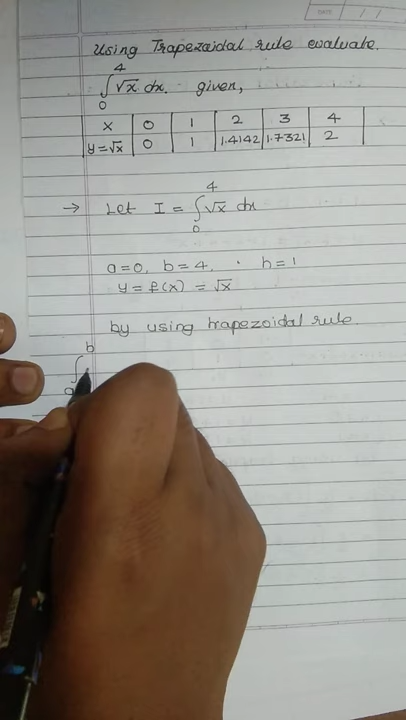 Using Trapezoidal rule evaluate.
4
∫ √x dx. given,
0
x 0 1 2 3 4
y=√x 0 1 1.4142 1.7321 2
→ Let I = ∫ √x dx
4
0
a=0, b=4, h=1
y = f(x) = √x
by using trapezoidal rule.
b
∫
a